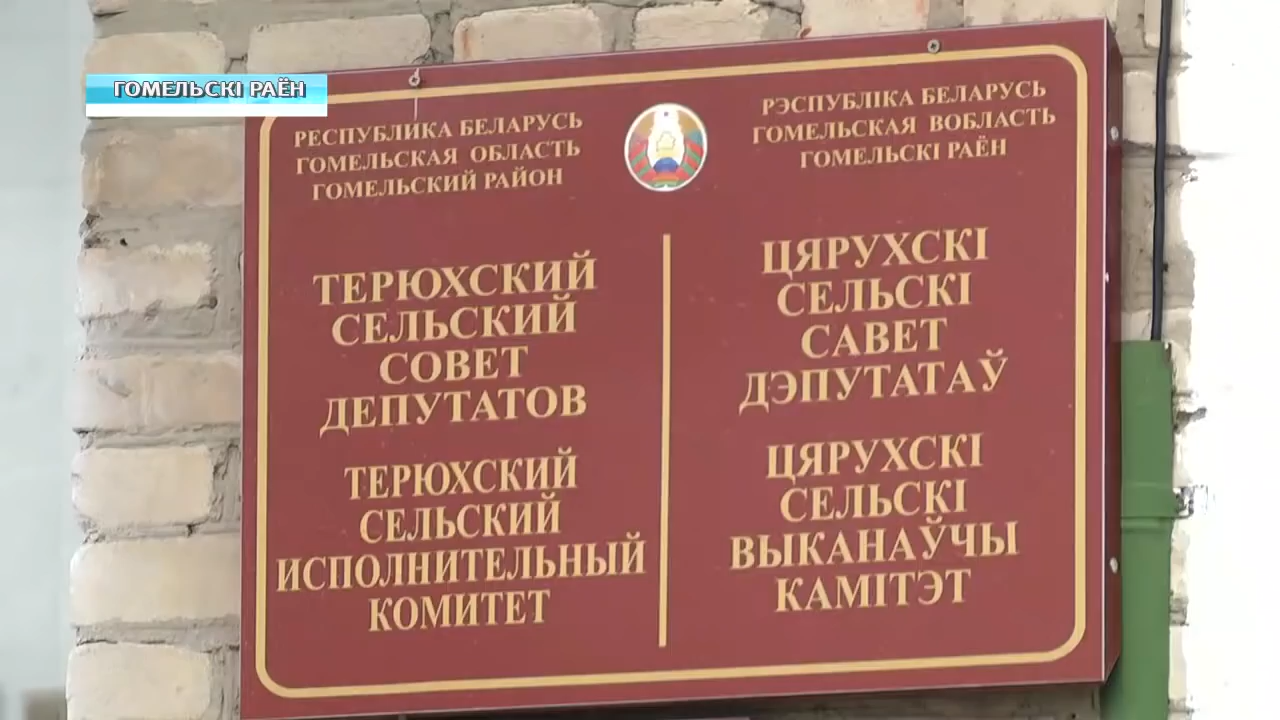 ГОМЕЛЬСКІ РАЁН
РЕСПУБЛИКА БЕЛАРУСЬ
ГОМЕЛЬСКАЯ ОБЛАСТЬ
ГОМЕЛЬСКИЙ РАЙОН
ТЕРЮХСКИЙ
СЕЛЬСКИЙ
СОВЕТ
ДЕПУТАТОВ
ТЕРЮХСКИЙ
СЕЛЬСКИЙ
ИСПОЛНИТЕЛЬНЫЙ
КОМИТЕТ
РЭСПУБЛІКА БЕЛАРУСЬ
ГОМЕЛЬСКАЯ ВОБЛАСТЬ
ГОМЕЛЬСКІ РАЁН
ЦЯРУХСКІ
СЕЛЬСКІ
САВЕТ
ДЭПУТАТАЎ
ЦЯРУХСКІ
СЕЛЬСКІ
ВЫКАНАЎЧЫ
КАМІТЭТ